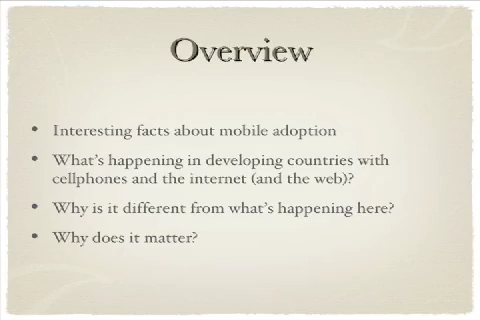 Overview
• Interesting facts about mobile adoption
• What's happening in developing countries with
cellphones and the internet (and the web)?
• Why is it different from what's happening here?
• Why does it matter?